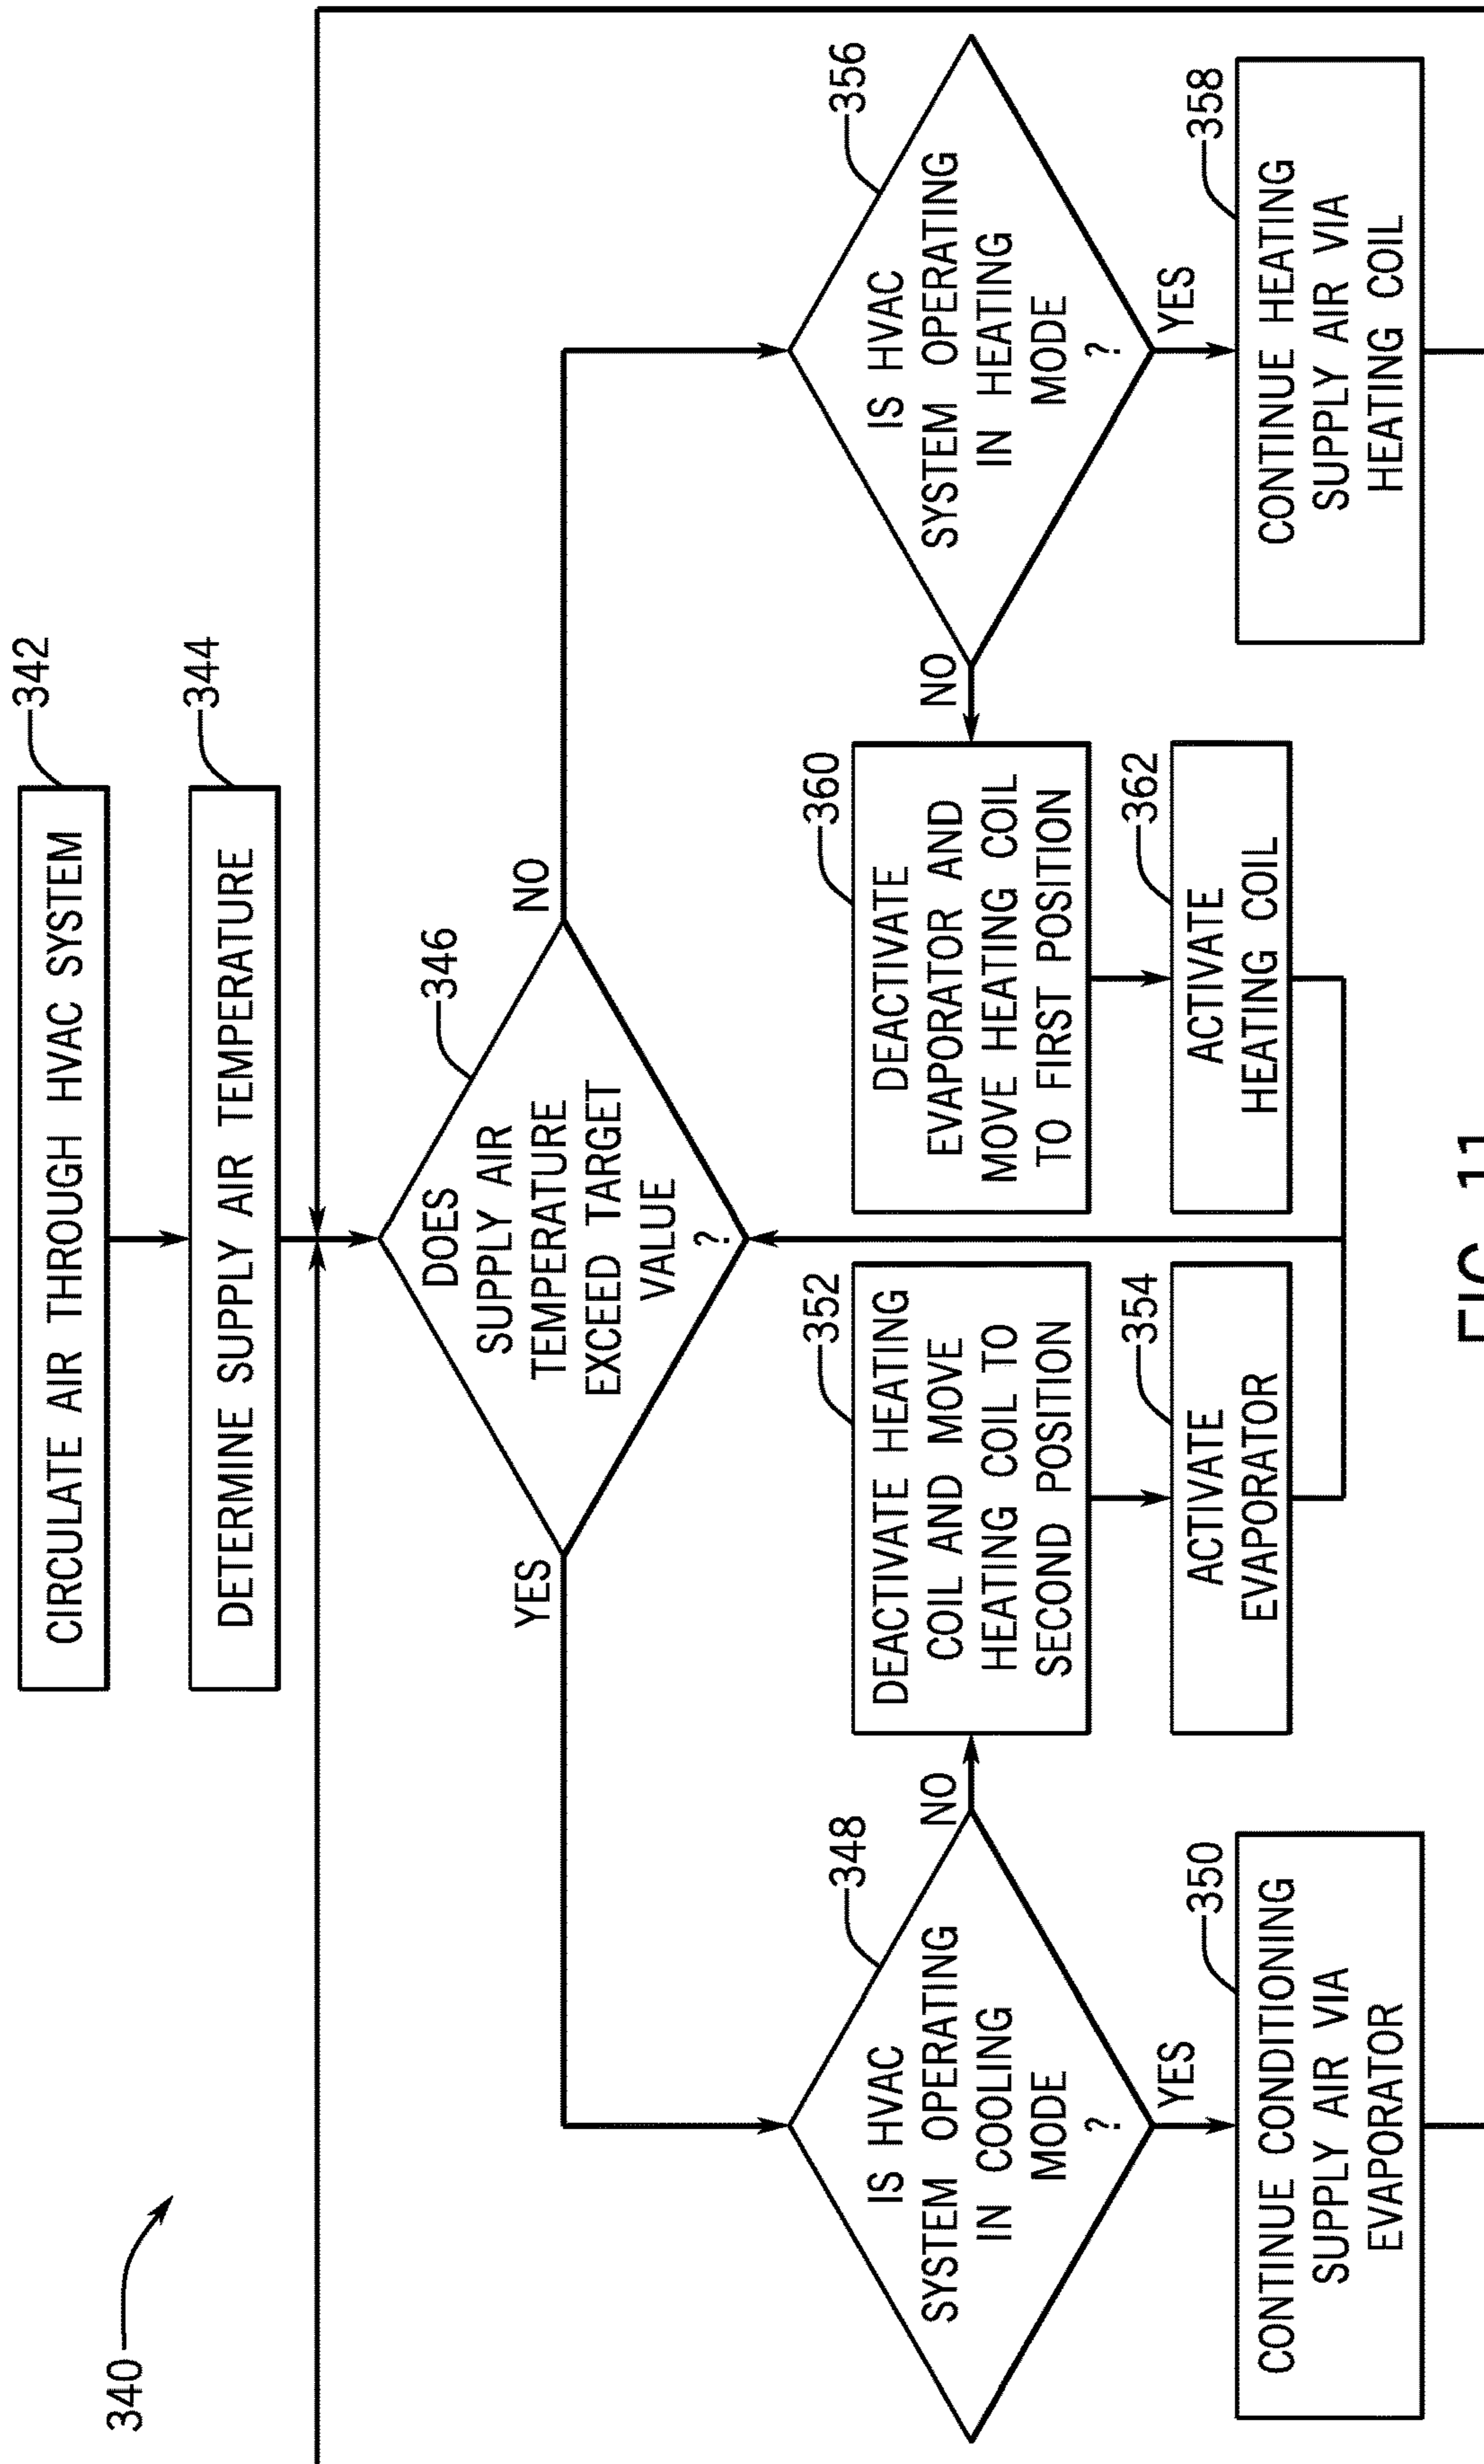 340
CIRCULATE AIR THROUGH HVAC SYSTEM
342
DETERMINE SUPPLY AIR TEMPERATURE
344
DOES
SUPPLY AIR
TEMPERATURE
EXCEED TARGET
VALUE
?
346
YES
NO
IS HVAC
SYSTEM OPERATING
IN COOLING
MODE
?
348
NO
YES
CONTINUE CONDITIONING
SUPPLY AIR VIA
EVAPORATOR
350
DEACTIVATE HEATING
COIL AND MOVE
HEATING COIL TO
SECOND POSITION
352
ACTIVATE
EVAPORATOR
354
IS HVAC
SYSTEM OPERATING
IN HEATING
MODE
?
356
NO
YES
CONTINUE HEATING
SUPPLY AIR VIA
HEATING COIL
358
DEACTIVATE
EVAPORATOR AND
MOVE HEATING COIL
TO FIRST POSITION
360
ACTIVATE
HEATING COIL
362
FIG. 11